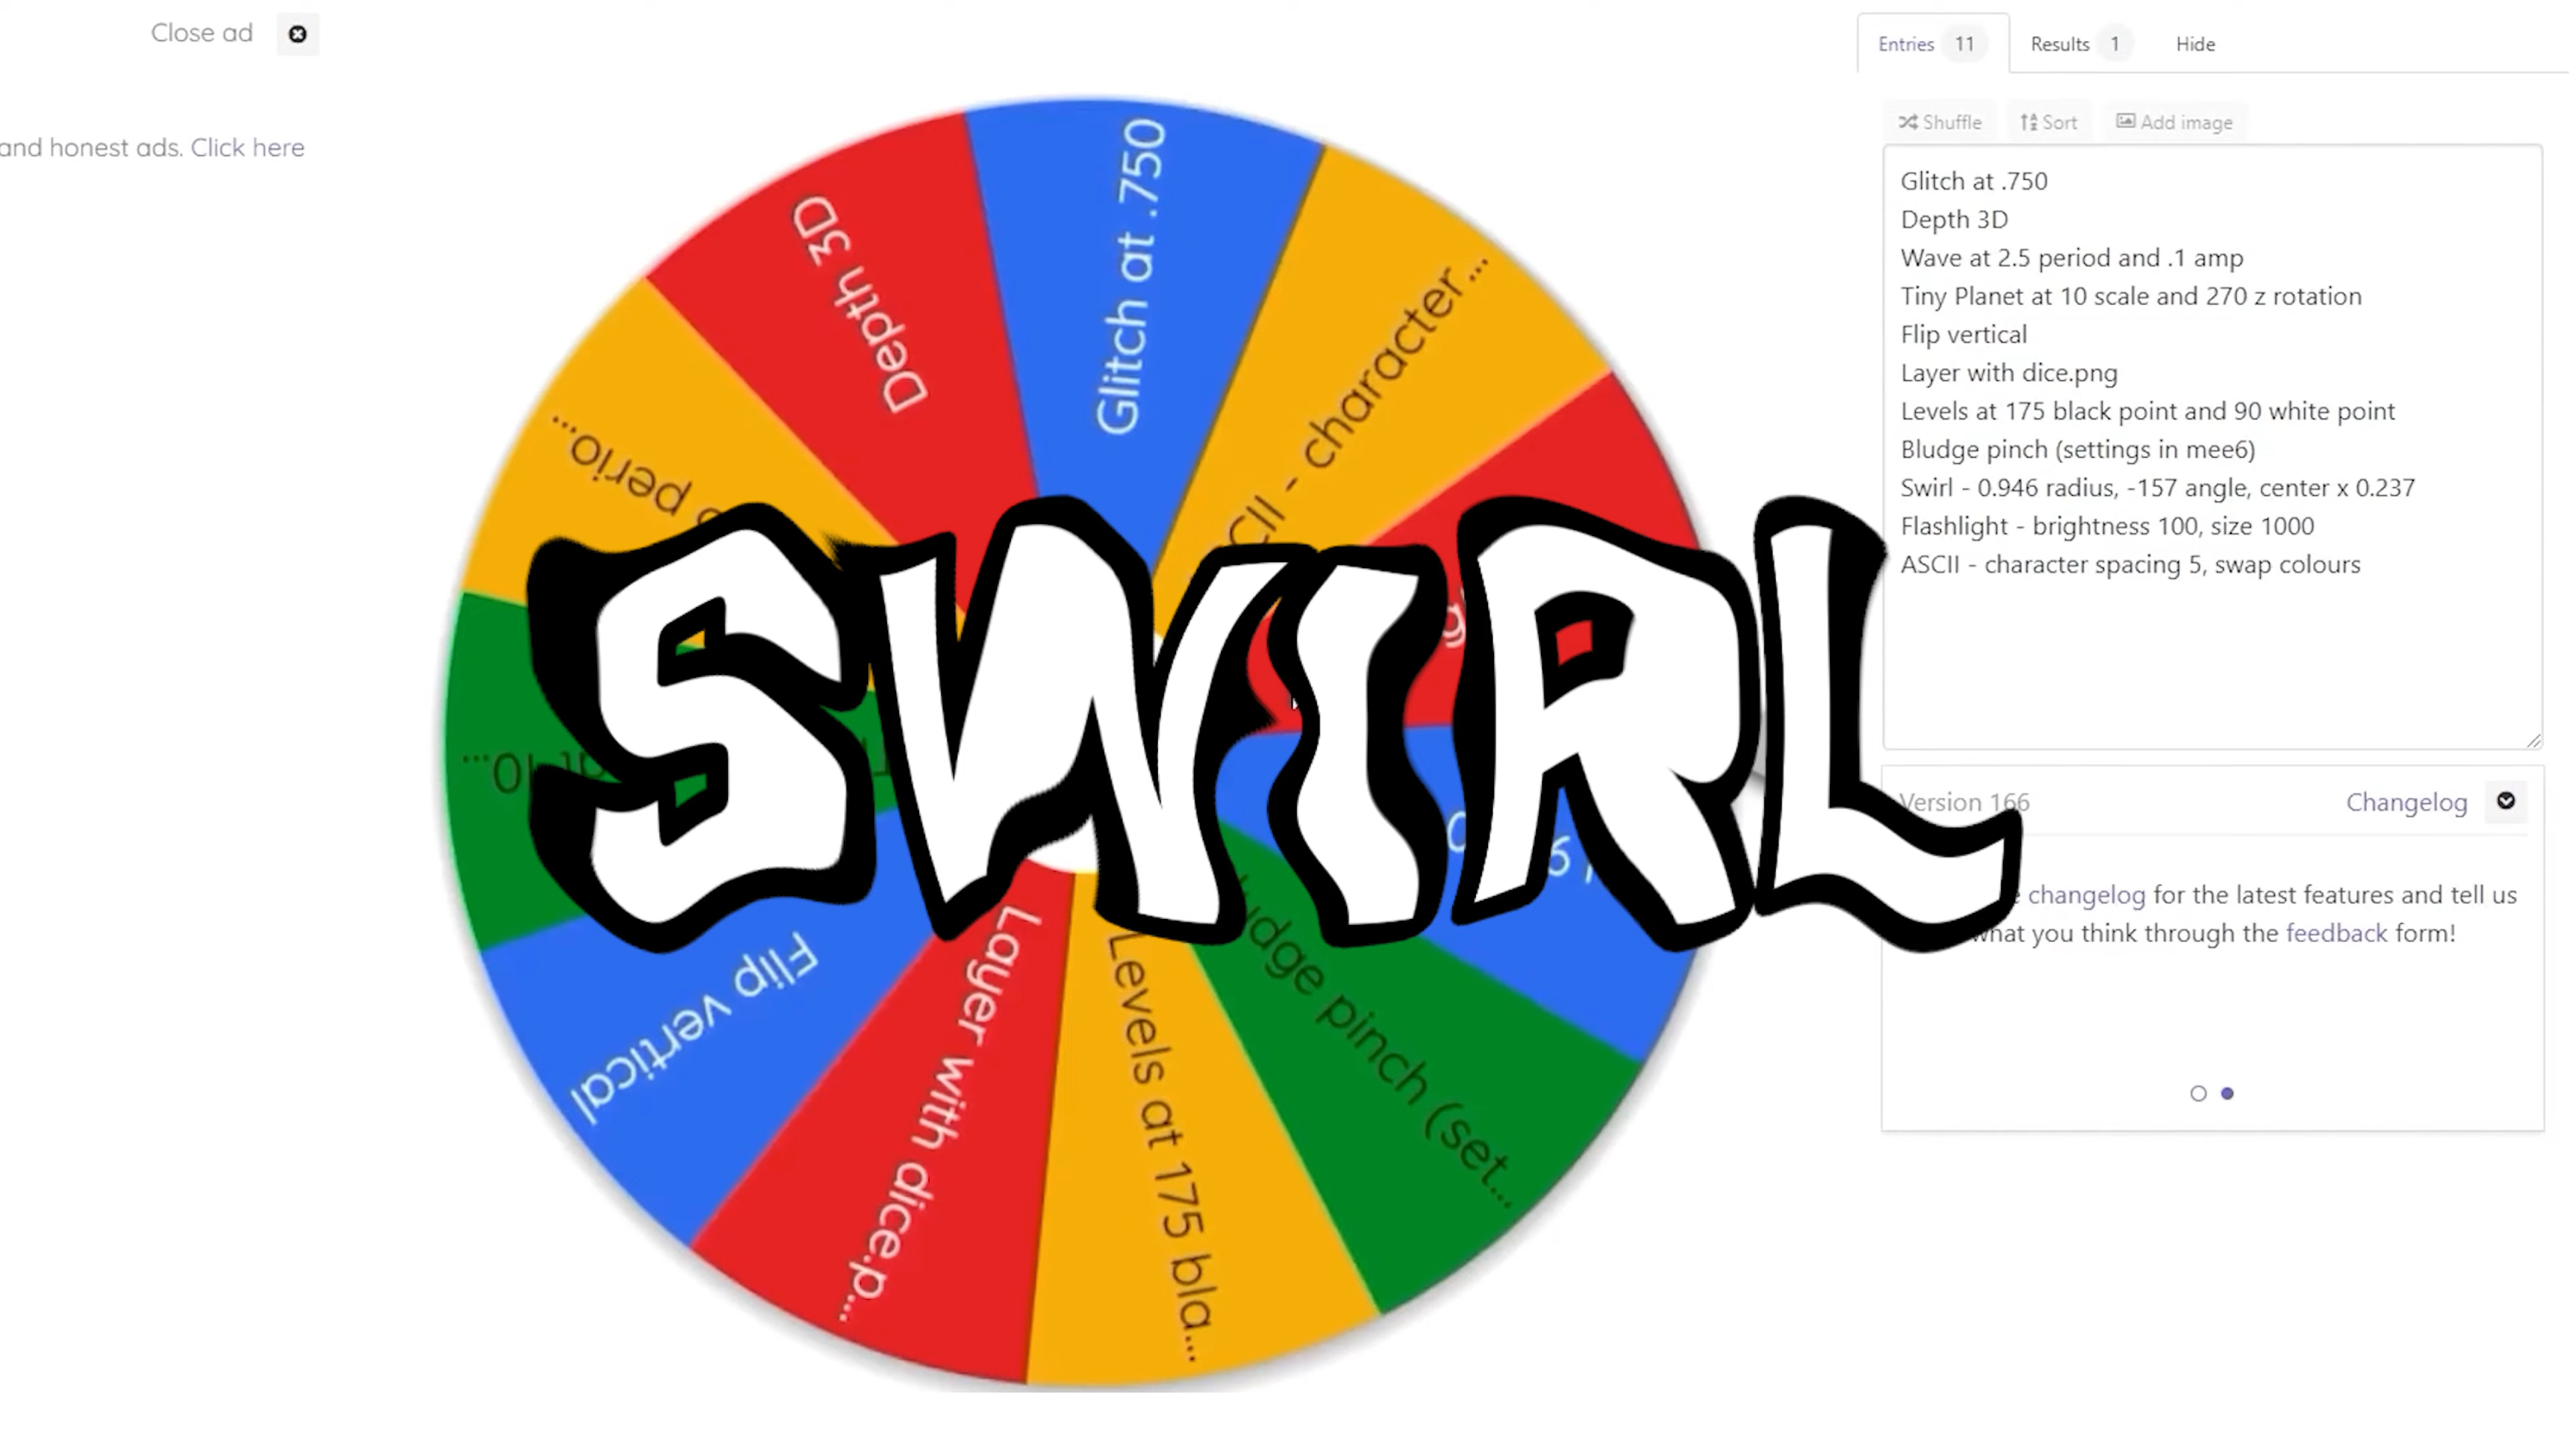 Close ad
and honest ads. Click here
Entries 11
Results 1
Hide
Shuffle
Sort
Add image
Glitch at .750
Depth 3D
Wave at 2.5 period and .1 amp
Tiny Planet at 10 scale and 270 z rotation
Flip vertical
Layer with dice.png
Levels at 175 black point and 90 white point
Bludge pinch (settings in mee6)
Swirl - 0.946 radius, -157 angle, center x 0.237
Flashlight - brightness 100, size 1000
ASCII - character spacing 5, swap colours
Glitch at .750
Depth 3D
perio...
at 10...
Flip vertical
Layer with dice.p...
Levels at 175 bla...
udge pinch (set...
CII - character...
SWIRL
Version 166
Changelog
changelog for the latest features and tell us
what you think through the feedback form!